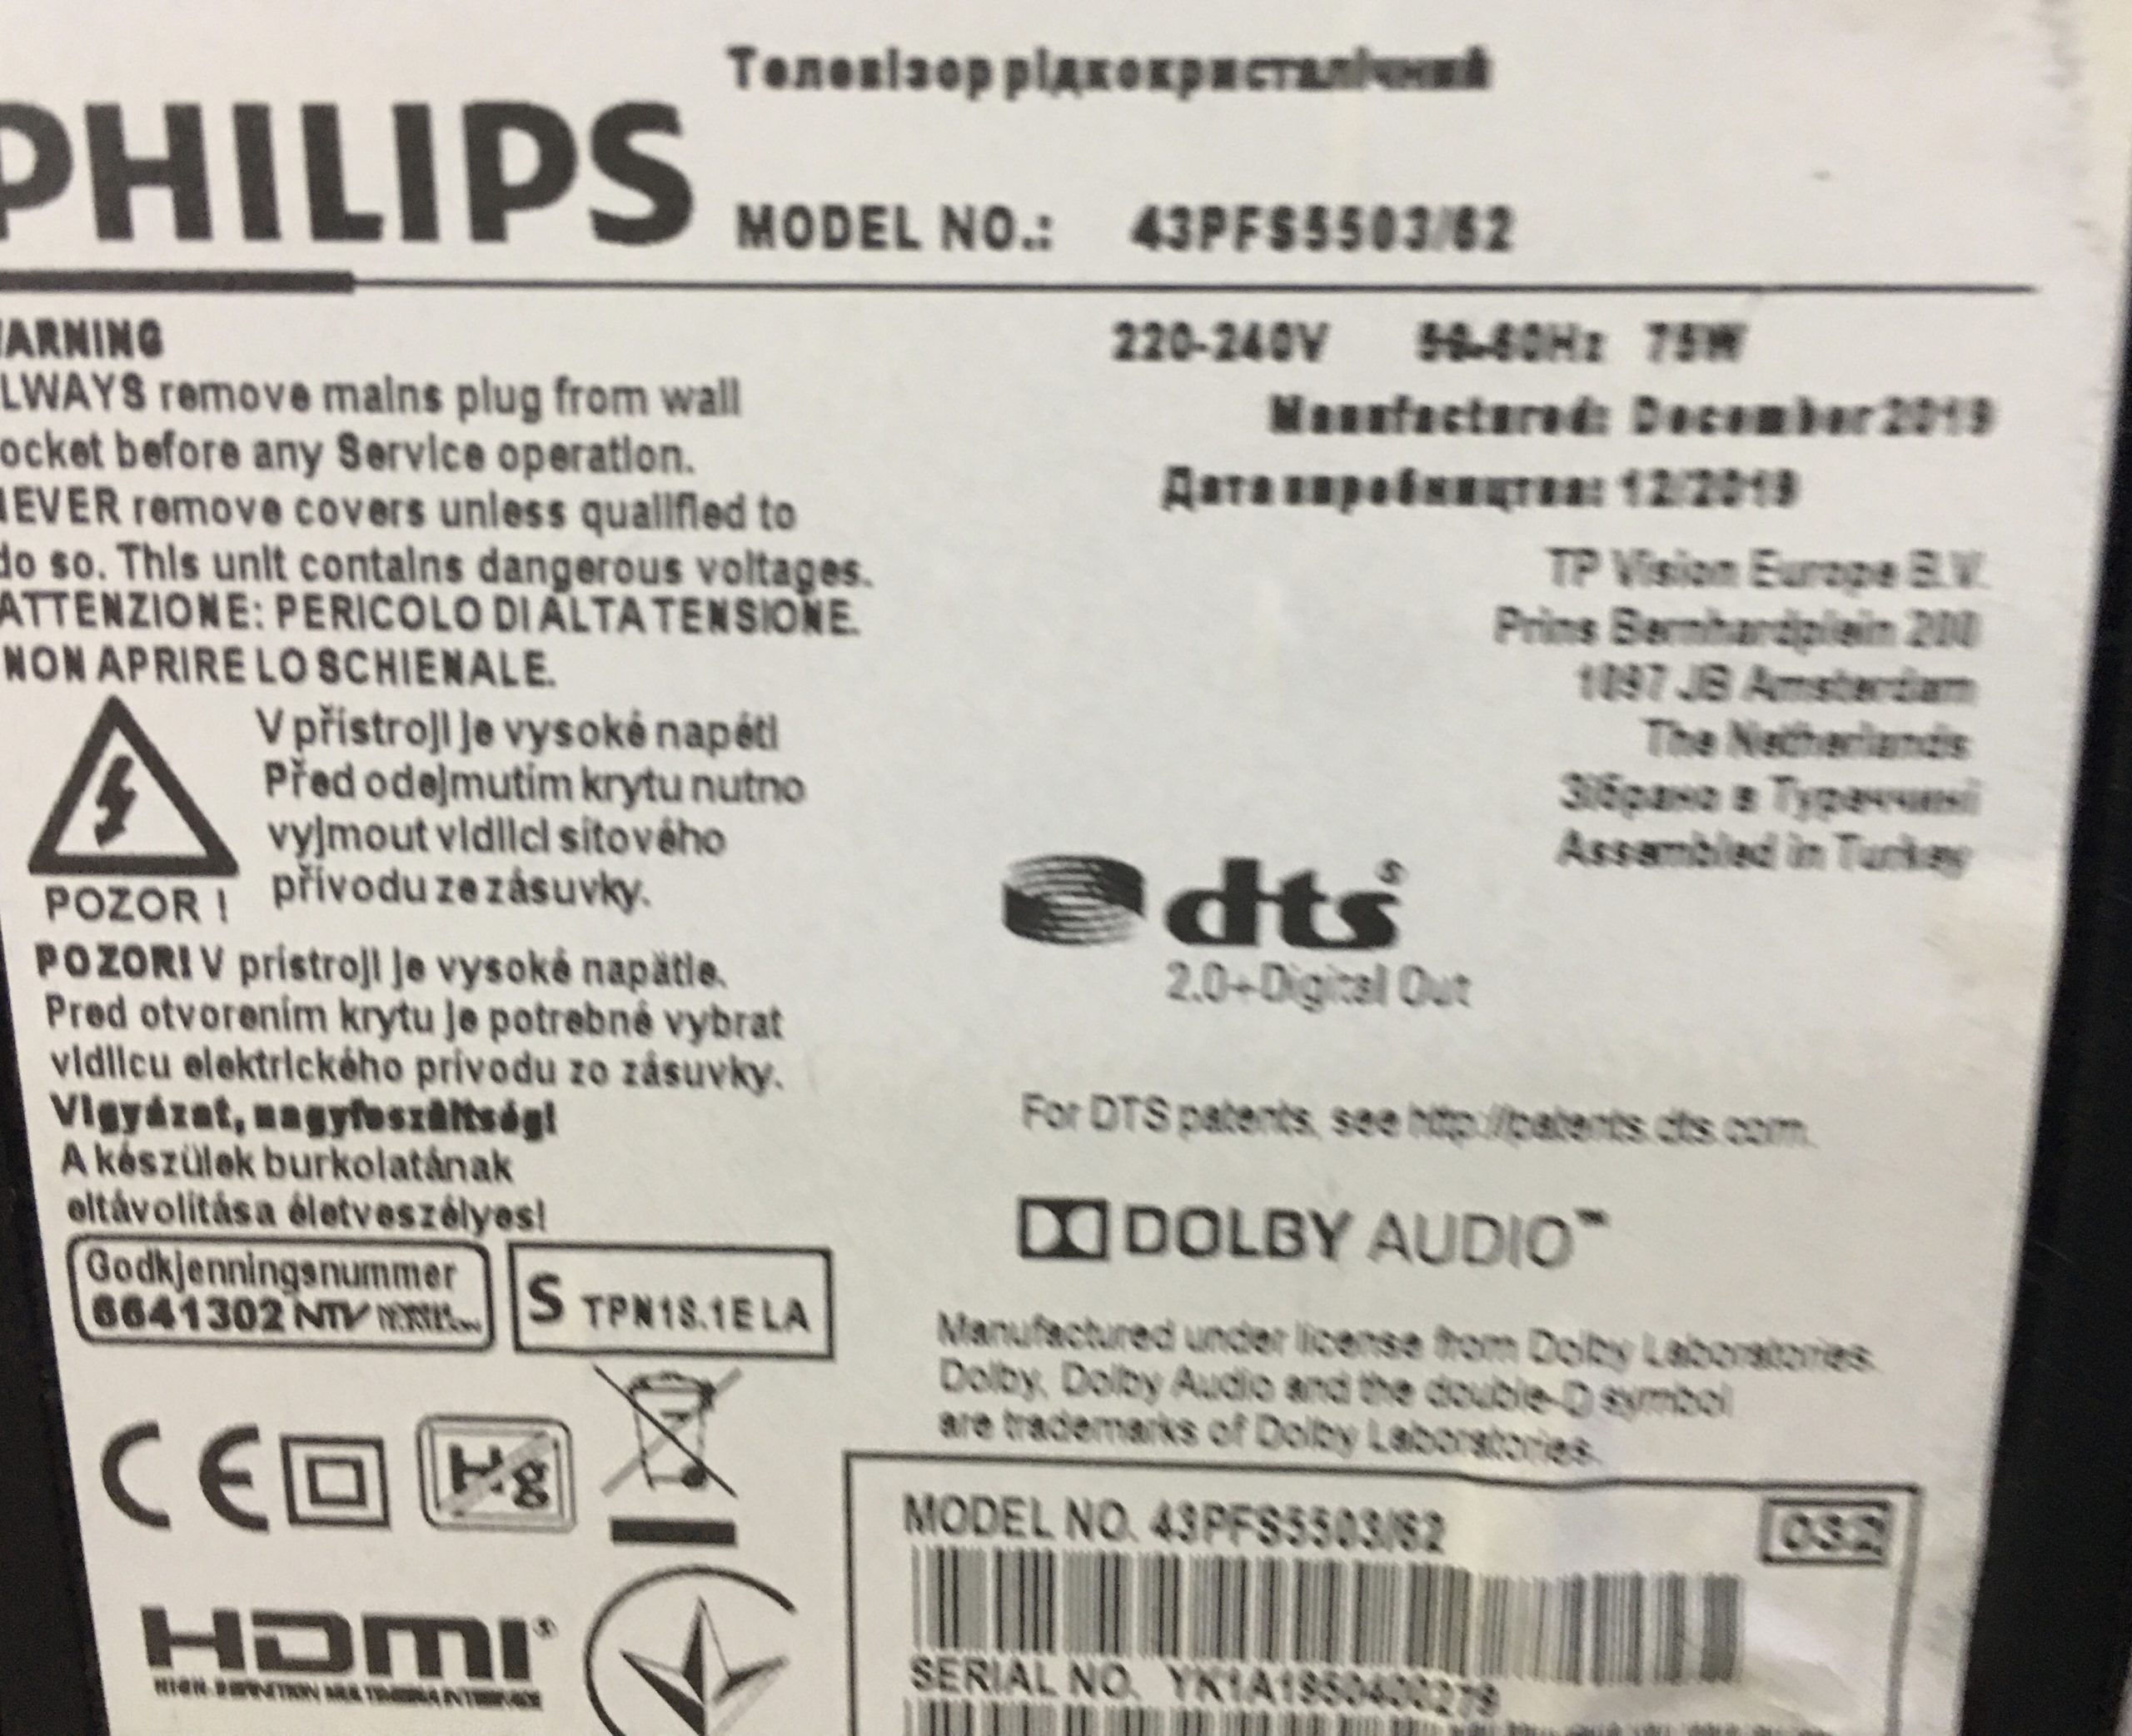 Телевізор рідкокристалічний
PHILIPS
MODEL NO.: 43PFS5503/62
220-240V 50-60Hz 75W
Manufactured: December 2019
Дата виробництва: 12/2019
TP Vision Europe B.V.
Prins Bernhardplein 200
1097 JB Amsterdam
The Netherlands
Зібрано в Туреччині
Assembled in Turkey
ARNING
LWAYS remove mains plug from wall
ocket before any Service operation.
EVER remove covers unless qualified to
do so. This unit contains dangerous voltages.
ATTENZIONE: PERICOLO DI ALTA TENSIONE.
NON APRIRE LO SCHIENALE.
V přístroji je vysoké napětí
Před odejmutím krytu nutno
vyjmout vidlici sítového
přívodu ze zásuvky.
POZOR !
POZOR! V prístroji je vysoké napätie.
Pred otvorením krytu je potrebné vybrat
vidlicu elektrického prívodu zo zásuvky.
Vigyázat, nagyfeszültség!
A készülék burkolatának
eltávolítása életveszélyes!
Godkjenningsnummer
6641302 NTV
S TPN18.1E LA
dts
2.0+Digital Out
For DTS patents, see http://patents.dts.com.
DOLBY AUDIO™
Manufactured under license from Dolby Laboratories.
Dolby, Dolby Audio and the double-D symbol
are trademarks of Dolby Laboratories.
CE
Hg
HDMI®
HIGH-DEFINITION MULTIMEDIA INTERFACE
MODEL NO. 43PFS5503/62
032
SERIAL NO. YK1A1950400279